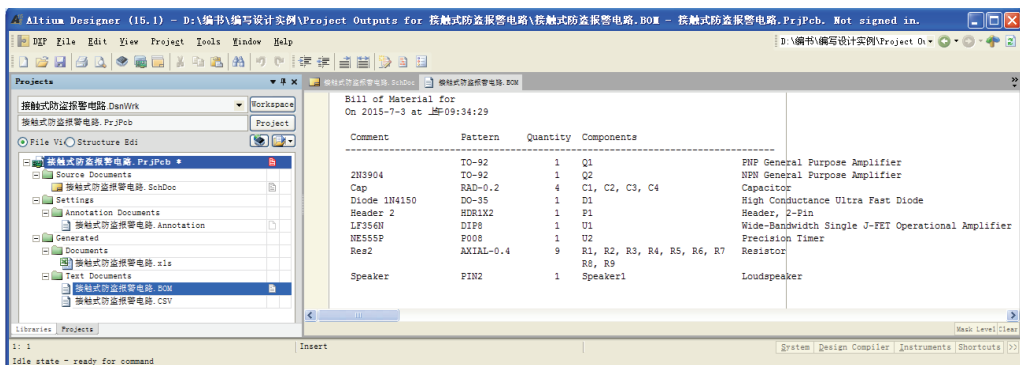 Altium Designer (15.1) - D:\编书\编写设计实例\Project Outputs for 接触式防盗报警电路\接触式防盗报警电路.BOM - 接触式防盗报警电路.PrjPcb. Not signed in.
DXP File Edit View Project Tools Window Help
D:\编书\编写设计实例\Project Ou
Projects
接触式防盗报警电路.SchDoc
接触式防盗报警电路.BOM
接触式防盗报警电路.DsnWrk
Workspace
接触式防盗报警电路.PrjPcb
Project
File Vi
Structure Edi
接触式防盗报警电路.PrjPcb *
Source Documents
接触式防盗报警电路.SchDoc
Settings
Annotation Documents
接触式防盗报警电路.Annotation
Generated
Documents
接触式防盗报警电路.xls
Text Documents
接触式防盗报警电路.BOM
接触式防盗报警电路.CSV
Libraries Projects
Bill of Material for
On 2015-7-3 at 上午09:34:29
Comment Pattern Quantity Components
TO-92 1 Q1 PNP General Purpose Amplifier
2N3904 TO-92 1 Q2 NPN General Purpose Amplifier
Cap RAD-0.2 4 C1, C2, C3, C4 Capacitor
Diode 1N4150 DO-35 1 D1 High Conductance Ultra Fast Diode
Header 2 HDR1X2 1 P1 Header, 2-Pin
LF356N DIP8 1 U1 Wide-Bandwidth Single J-FET Operational Amplifier
NE555P P008 1 U2 Precision Timer
Res2 AXIAL-0.4 9 R1, R2, R3, R4, R5, R6, R7 Resistor
R8, R9
Speaker PIN2 1 Speaker1 Loudspeaker
Mask Level Clear
1: 1 Insert
System Design Compiler Instruments Shortcuts >>
Idle state - ready for command